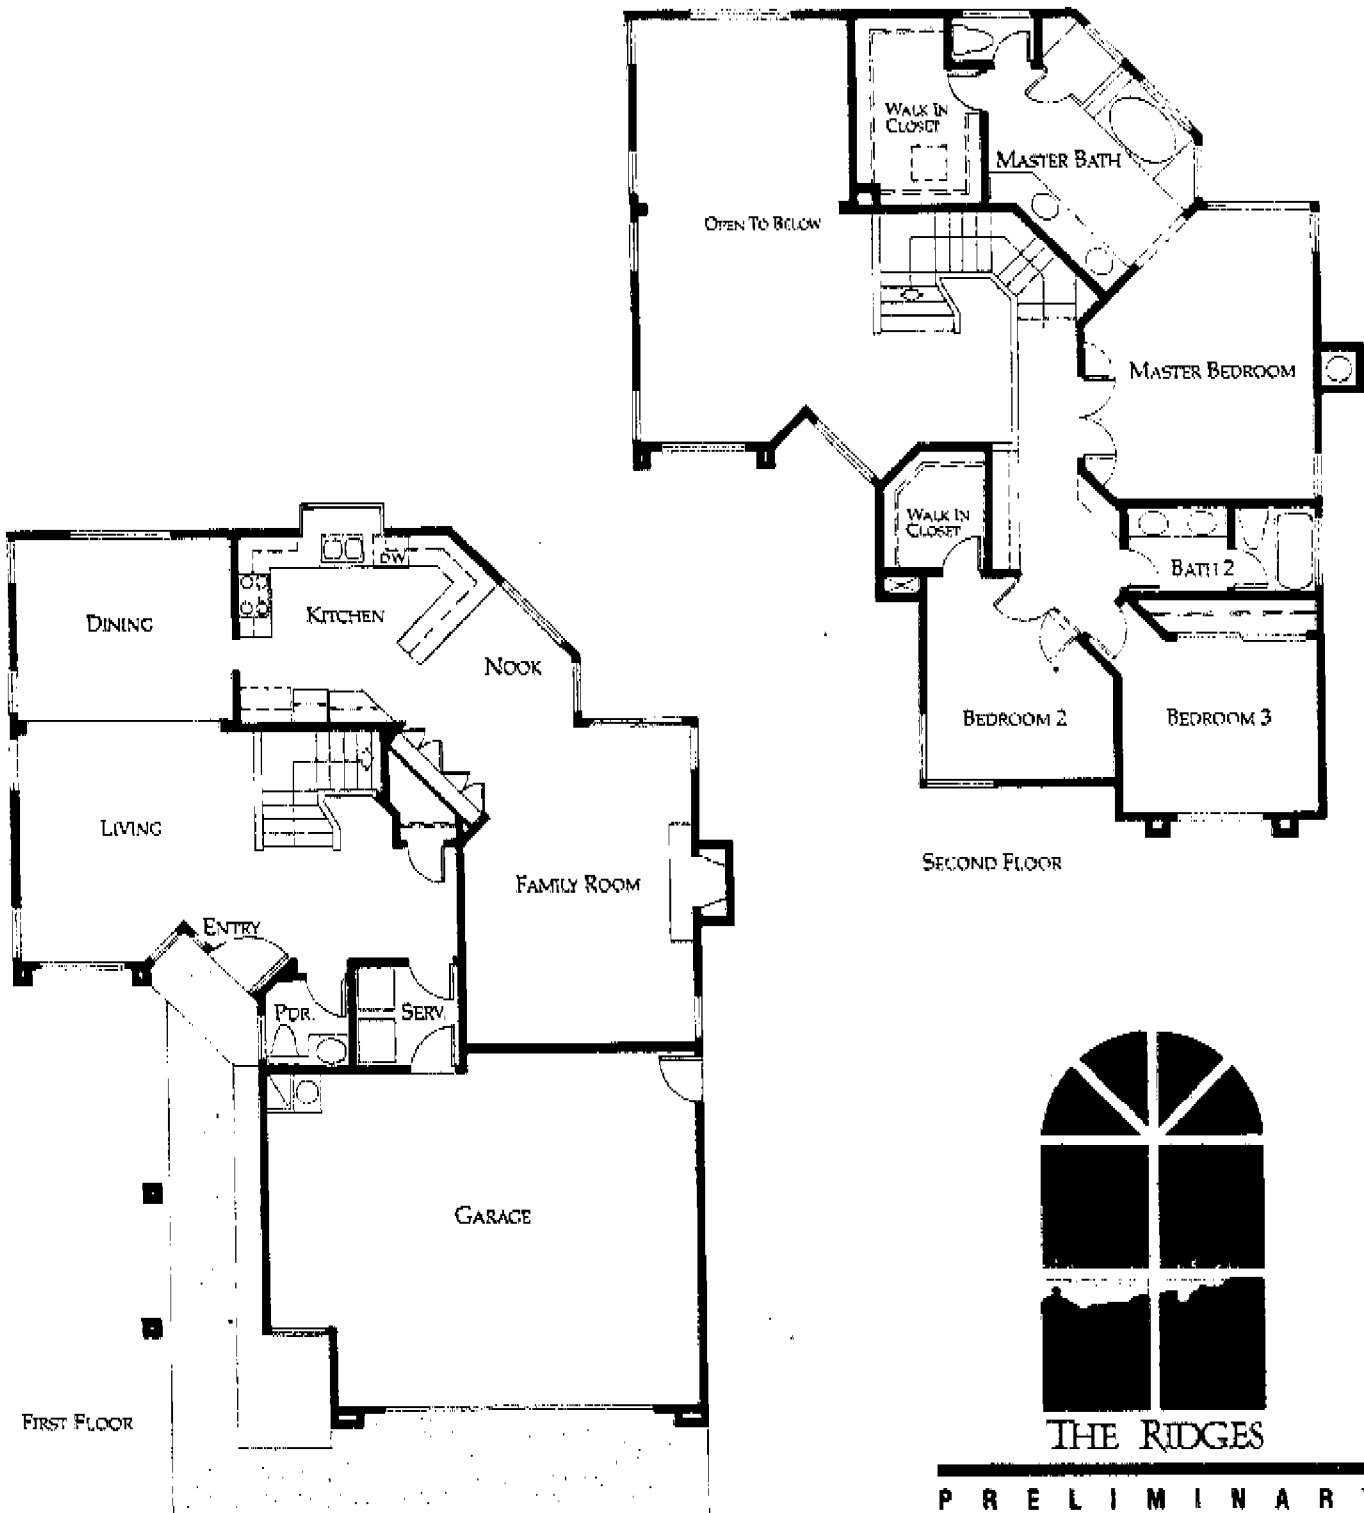 WALK IN
CLOSET
MASTER BATH
OPEN TO BELOW
MASTER BEDROOM
WALK IN
CLOSET
BATH 2
BEDROOM 2
BEDROOM 3
SECOND FLOOR
DW
DINING
KITCHEN
NOOK
LIVING
FAMILY ROOM
ENTRY
PDR.
SERV.
GARAGE
FIRST FLOOR
THE RIDGES
PRELIMINAR